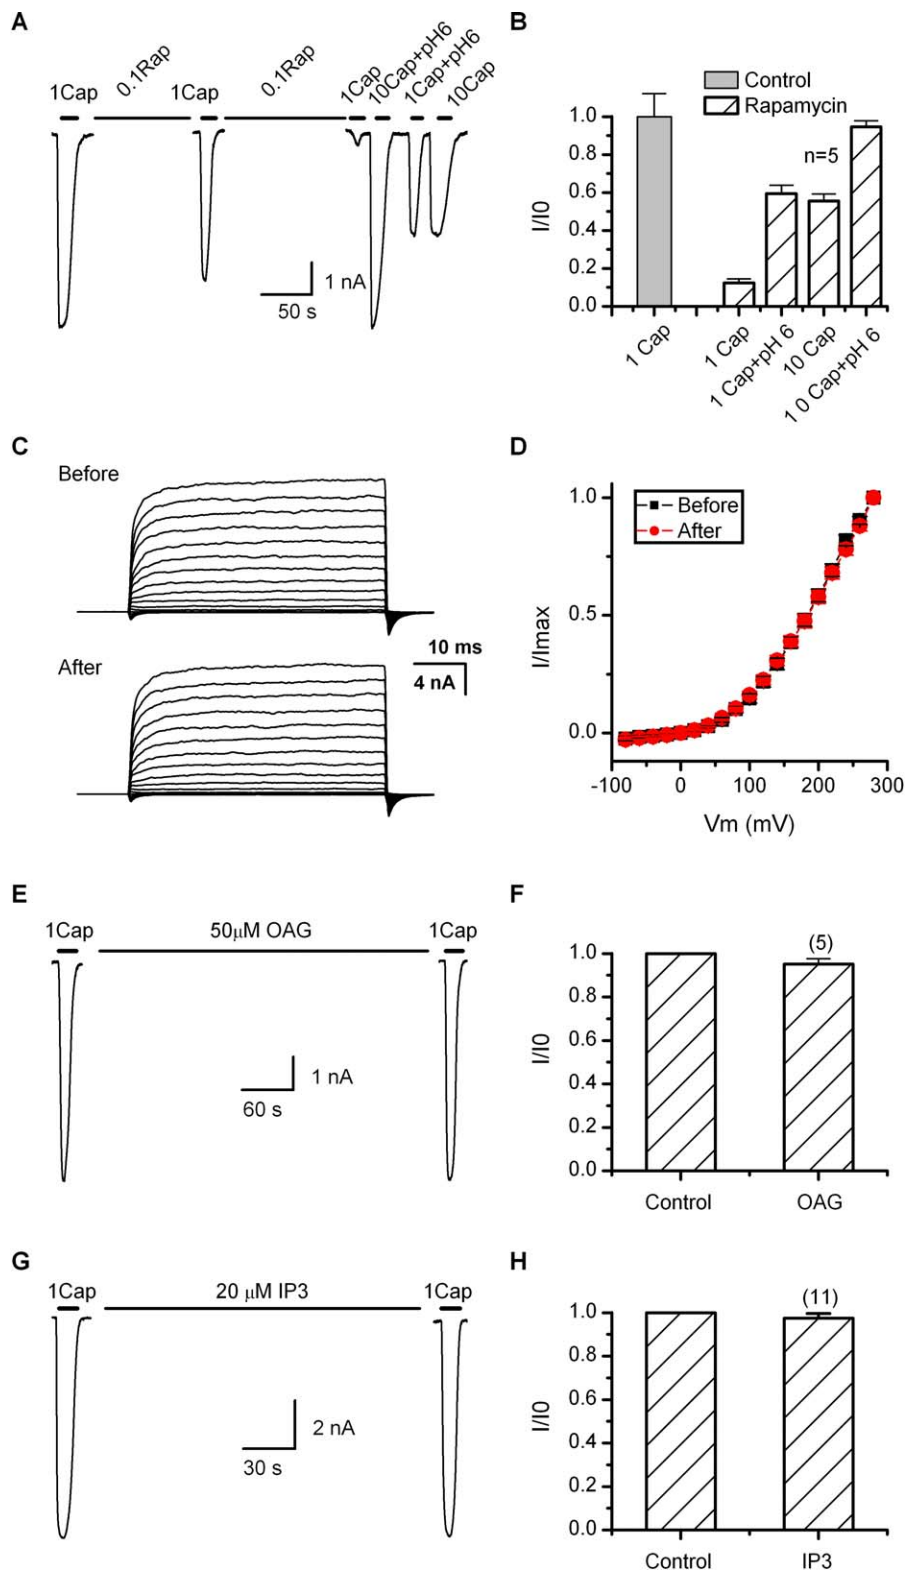 A
1Cap
0.1Rap
1Cap
0.1Rap
1Cap
10Cap+pH6
1Cap+pH6
10Cap
1 nA
50 s
B
Control
Rapamycin
n=5
I/I0
1.0
0.8
0.6
0.4
0.2
0.0
1 Cap
1 Cap
1 Cap+pH 6
10 Cap
1 0 Cap+pH 6
C
Before
After
10 ms
4 nA
D
Before
After
I/Imax
1.0
0.5
0.0
-100 0 100 200 300
Vm (mV)
E
1Cap
50μM OAG
1Cap
1 nA
60 s
F
(5)
I/I0
1.0
0.8
0.6
0.4
0.2
0.0
Control OAG
G
1Cap
20 μM IP3
1Cap
2 nA
30 s
H
(11)
I/I0
1.0
0.8
0.6
0.4
0.2
0.0
Control IP3